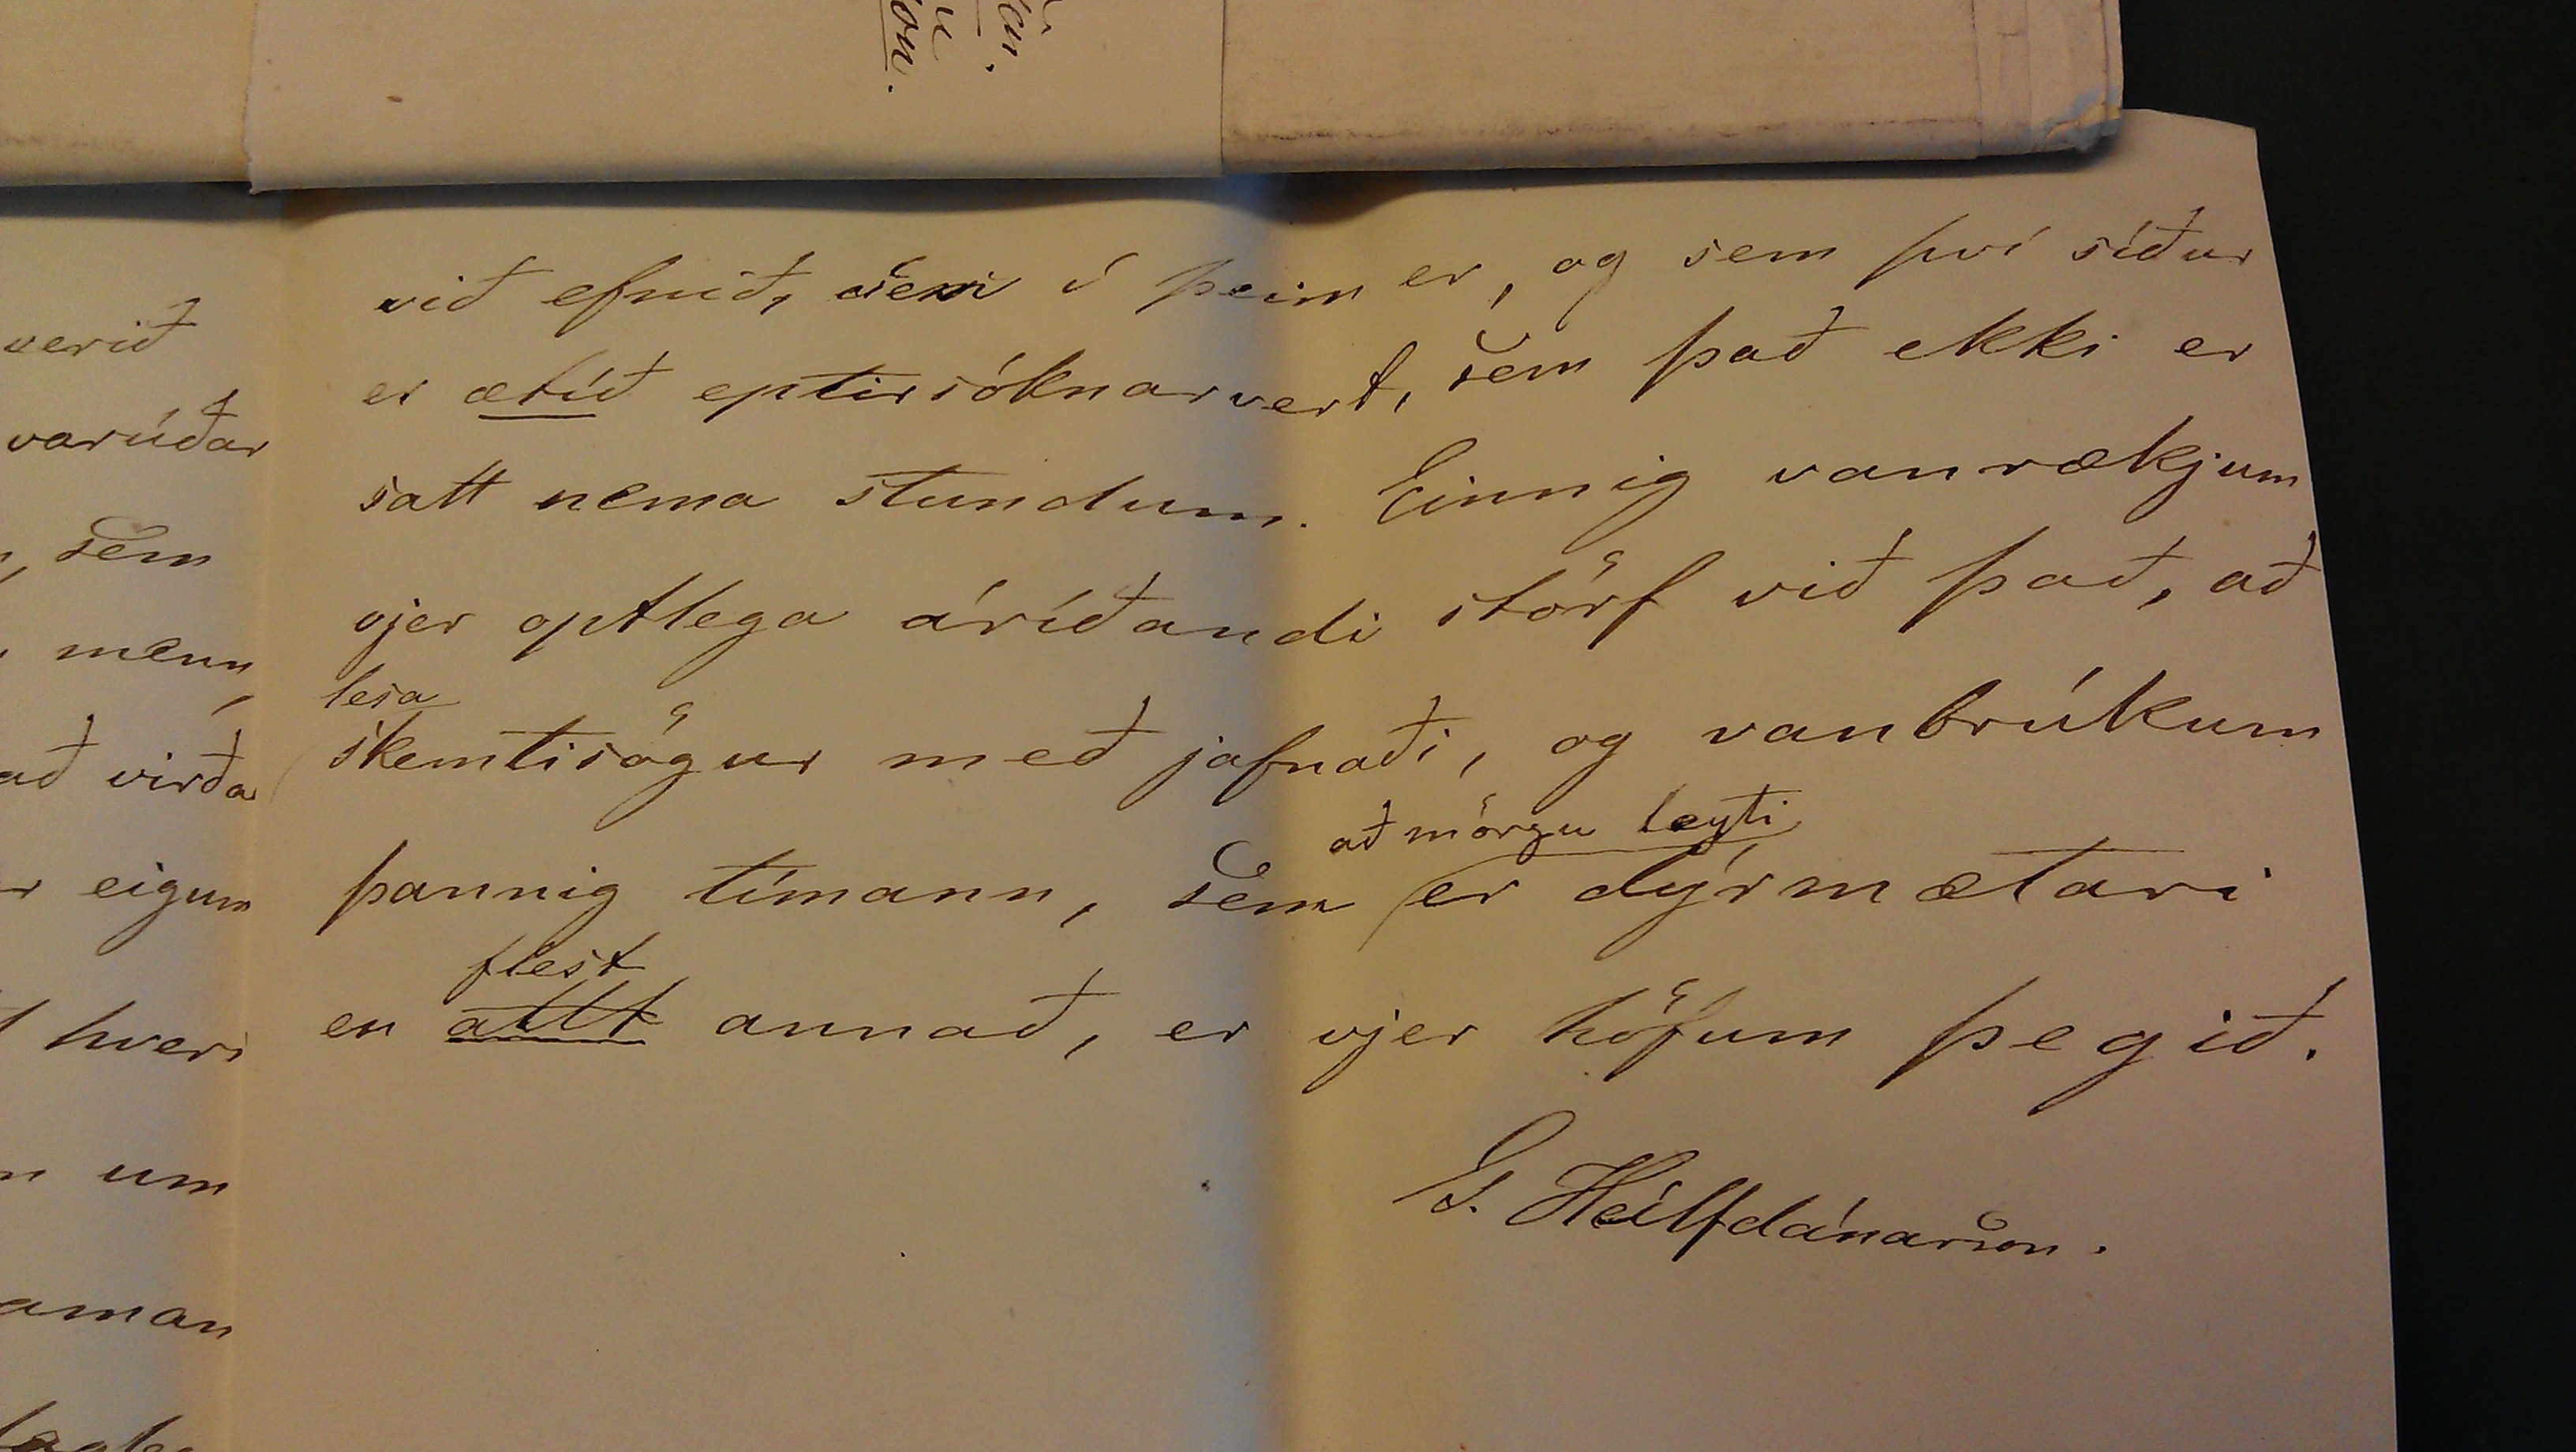 við efnið, sem í þeim er, og sem því síður
er ætíð eptirsóknarvert, sem það ekki er
satt nema stundum. Einnig vanrækjum
vjer optlega áríðandi störf við það, að
lesa
skemtisögur með jafnaði, og vanbrúkum
að mörgu leyti
þannig tímann, sem er dýrmætari
flest
en allt annað, er vjer höfum þegið.
G. Hálfdánarson.
verið
varúðar
sem
menn,
að virða
eigum
hveri
um